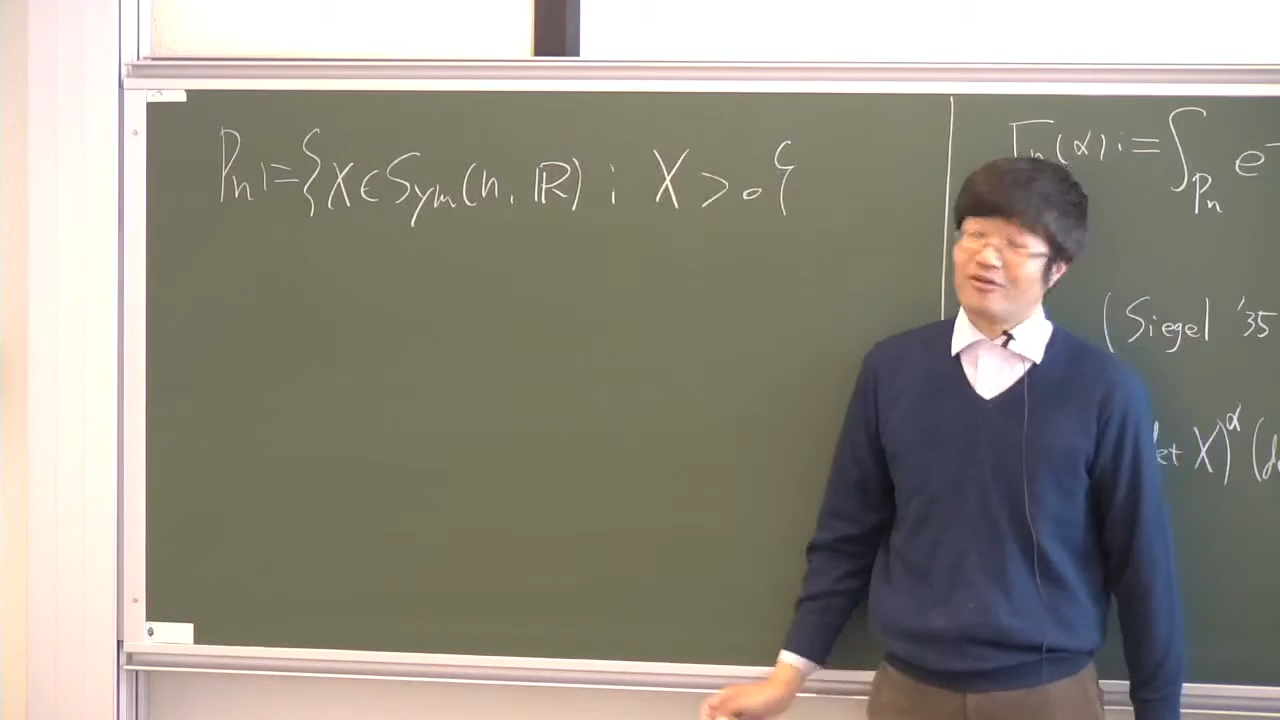 Pn := {X ∈ Sym(n, ℝ) ; X > 0}
Γn(α) := ∫Pn e^-
(Siegel '35
et X)^α (d